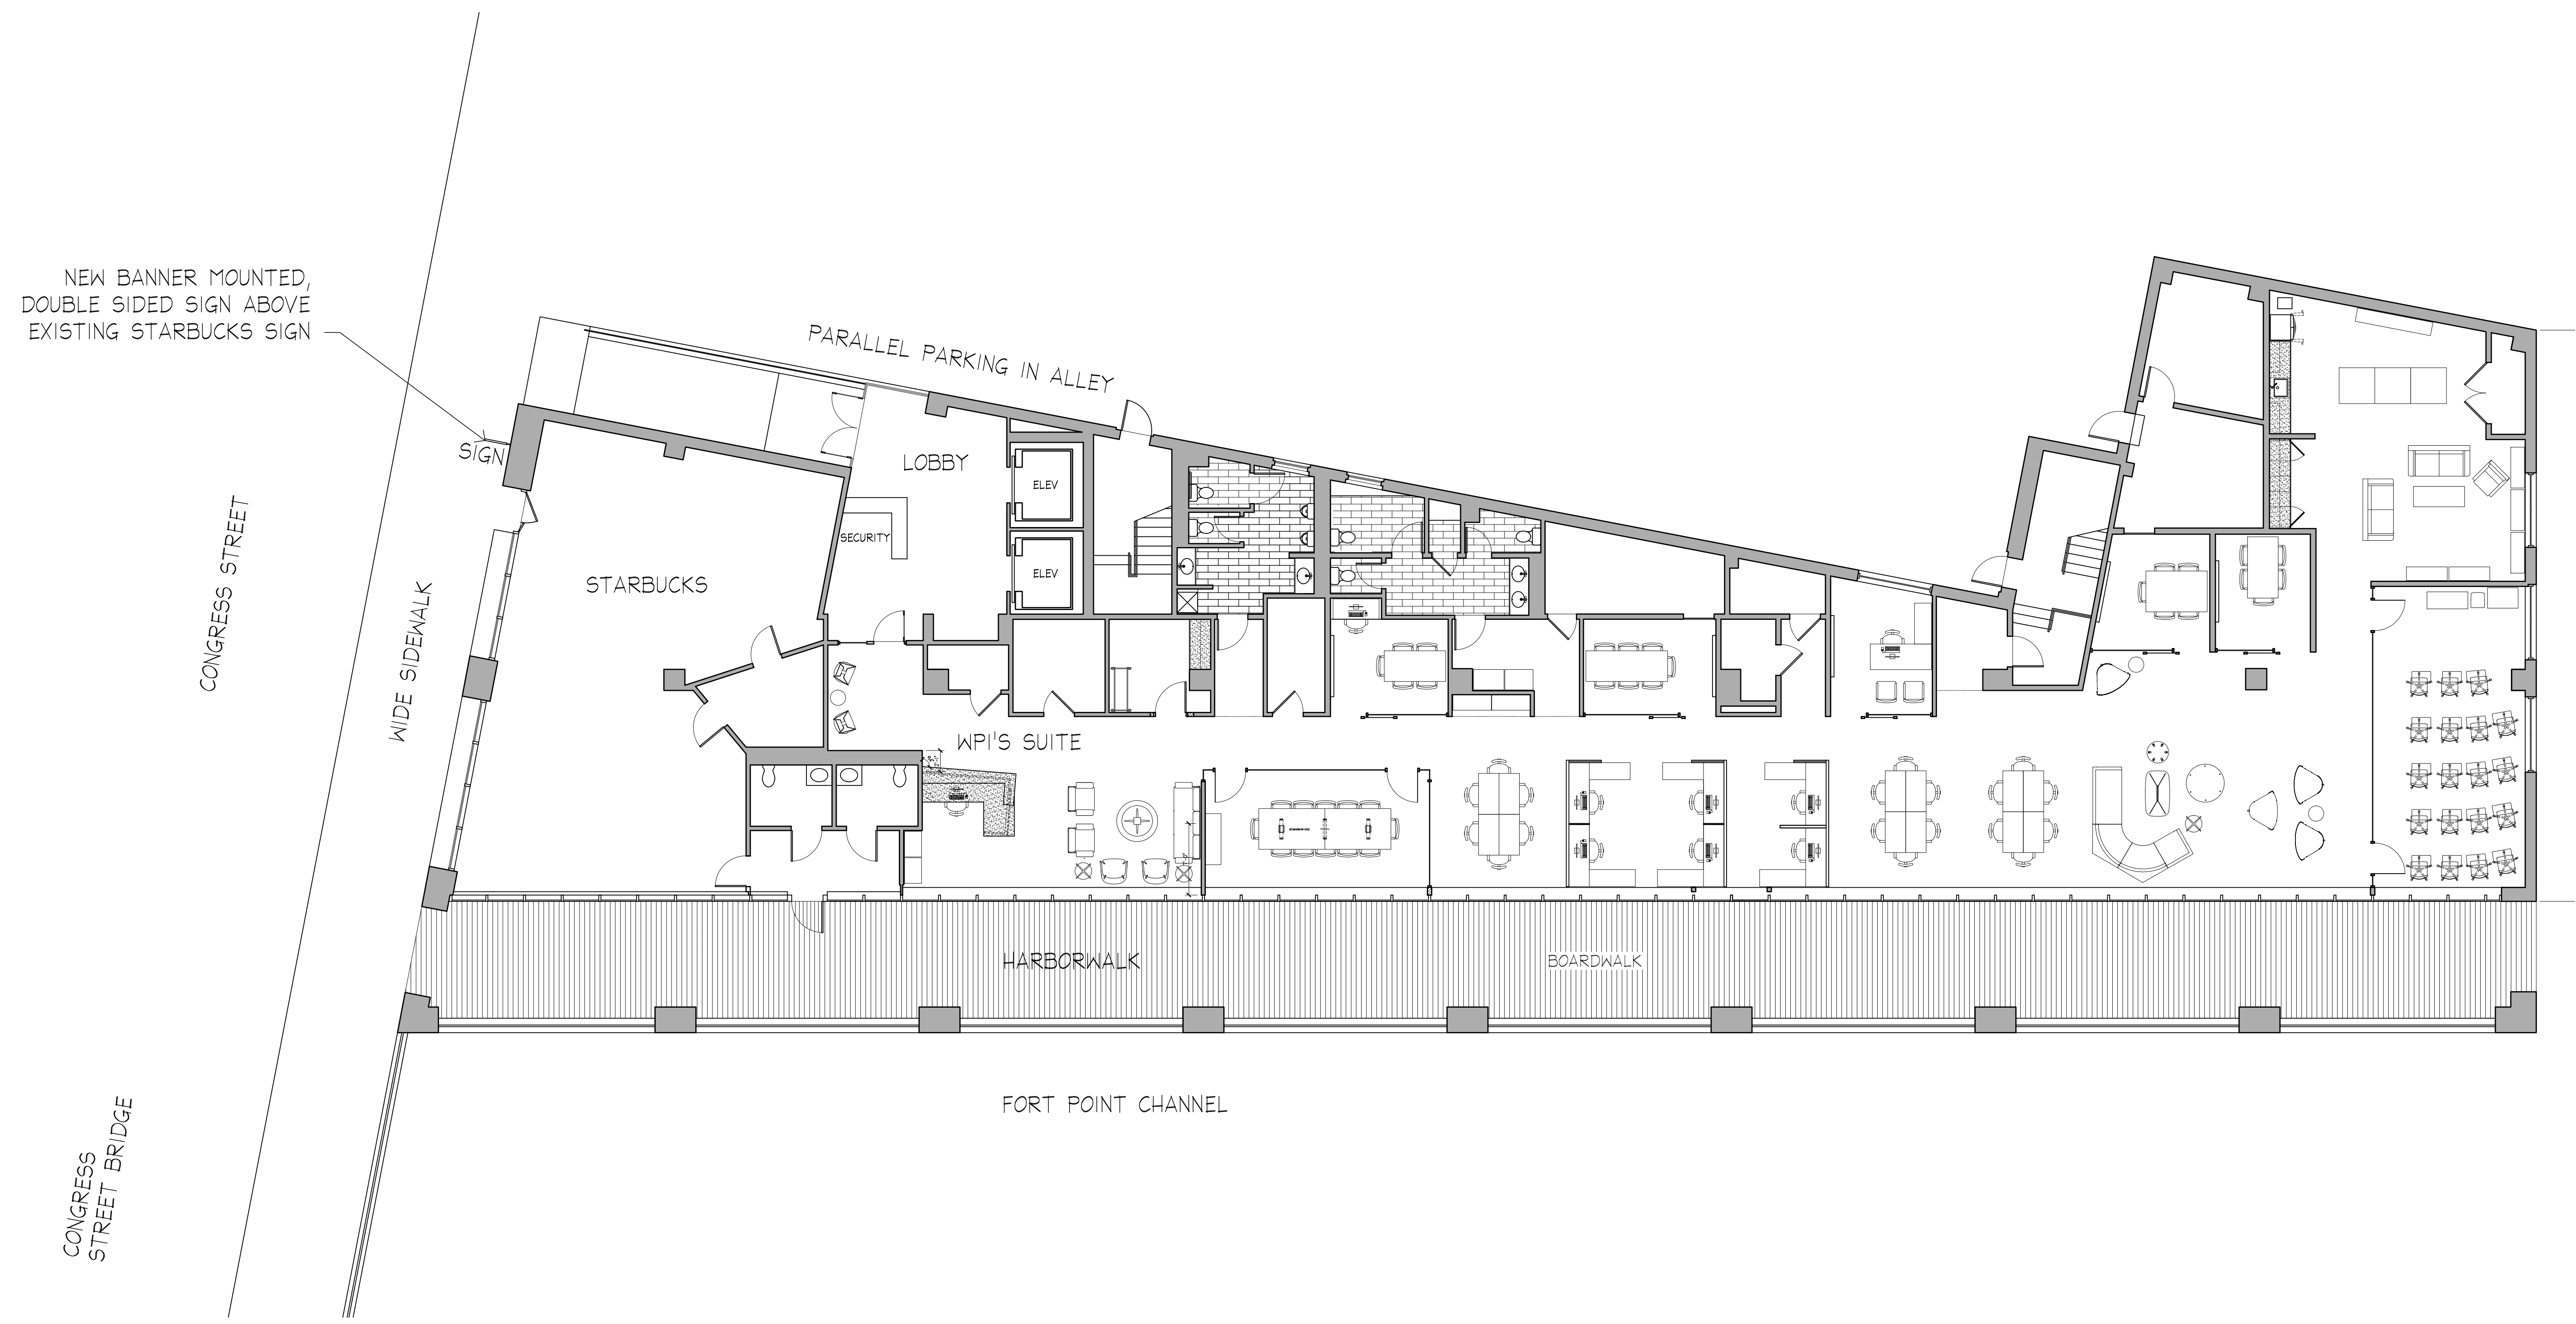 NEW BANNER MOUNTED,
DOUBLE SIDED SIGN ABOVE
EXISTING STARBUCKS SIGN
PARALLEL PARKING IN ALLEY
SIGN
LOBBY
ELEV
SECURITY
ELEV
STARBUCKS
CONGRESS STREET
WIDE SIDEWALK
WPI'S SUITE
HARBORWALK
BOARDWALK
FORT POINT CHANNEL
CONGRESS
STREET BRIDGE